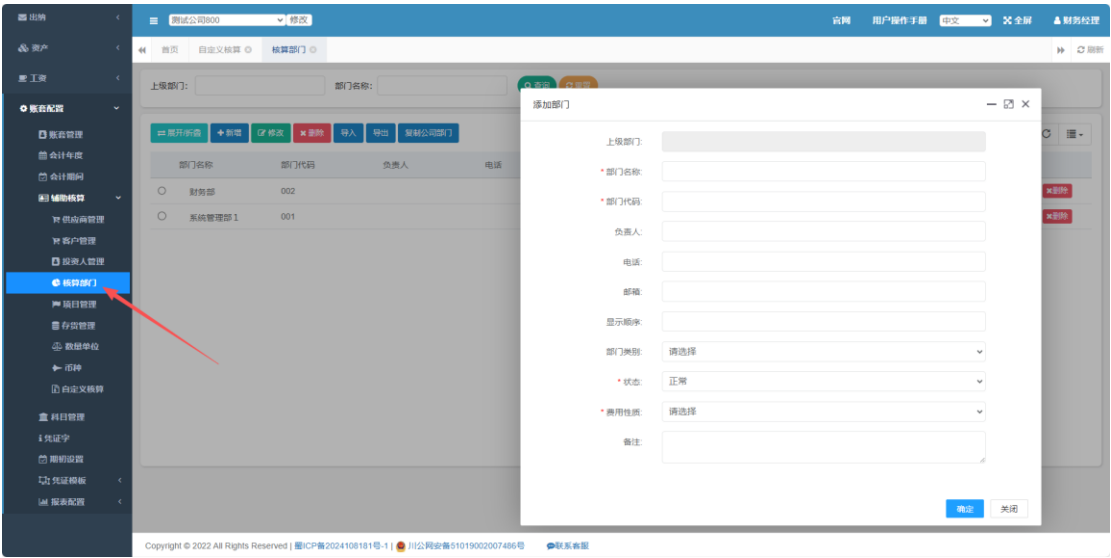 出纳
测试公司800 修改 官网 用户操作手册 中文 全屏 财务经理
资产
首页 自定义核算 核算部门 刷新
工资
上级部门: 部门名称: 查询 重置
账套配置
添加部门
账套管理
展开/折叠 新增 修改 删除 导入 导出 复制公司部门
上级部门:
会计年度
部门名称 部门代码 负责人 电话
* 部门名称:
会计期间
财务部 002 删除
辅助核算
* 部门代码:
供应商管理
系统管理部1 001 删除
客户管理
负责人:
投资人管理
电话:
核算部门
邮箱:
项目管理
显示顺序:
存货管理
数量单位
部门类别: 请选择
币种
* 状态: 正常
自定义核算
* 费用性质: 请选择
科目管理
备注:
凭证字
期初设置
凭证模板
报表配置
确定 关闭
Copyright © 2022 All Rights Reserved | 蜀ICP备2024108181号-1 | 川公网安备51019002007486号 联系客服